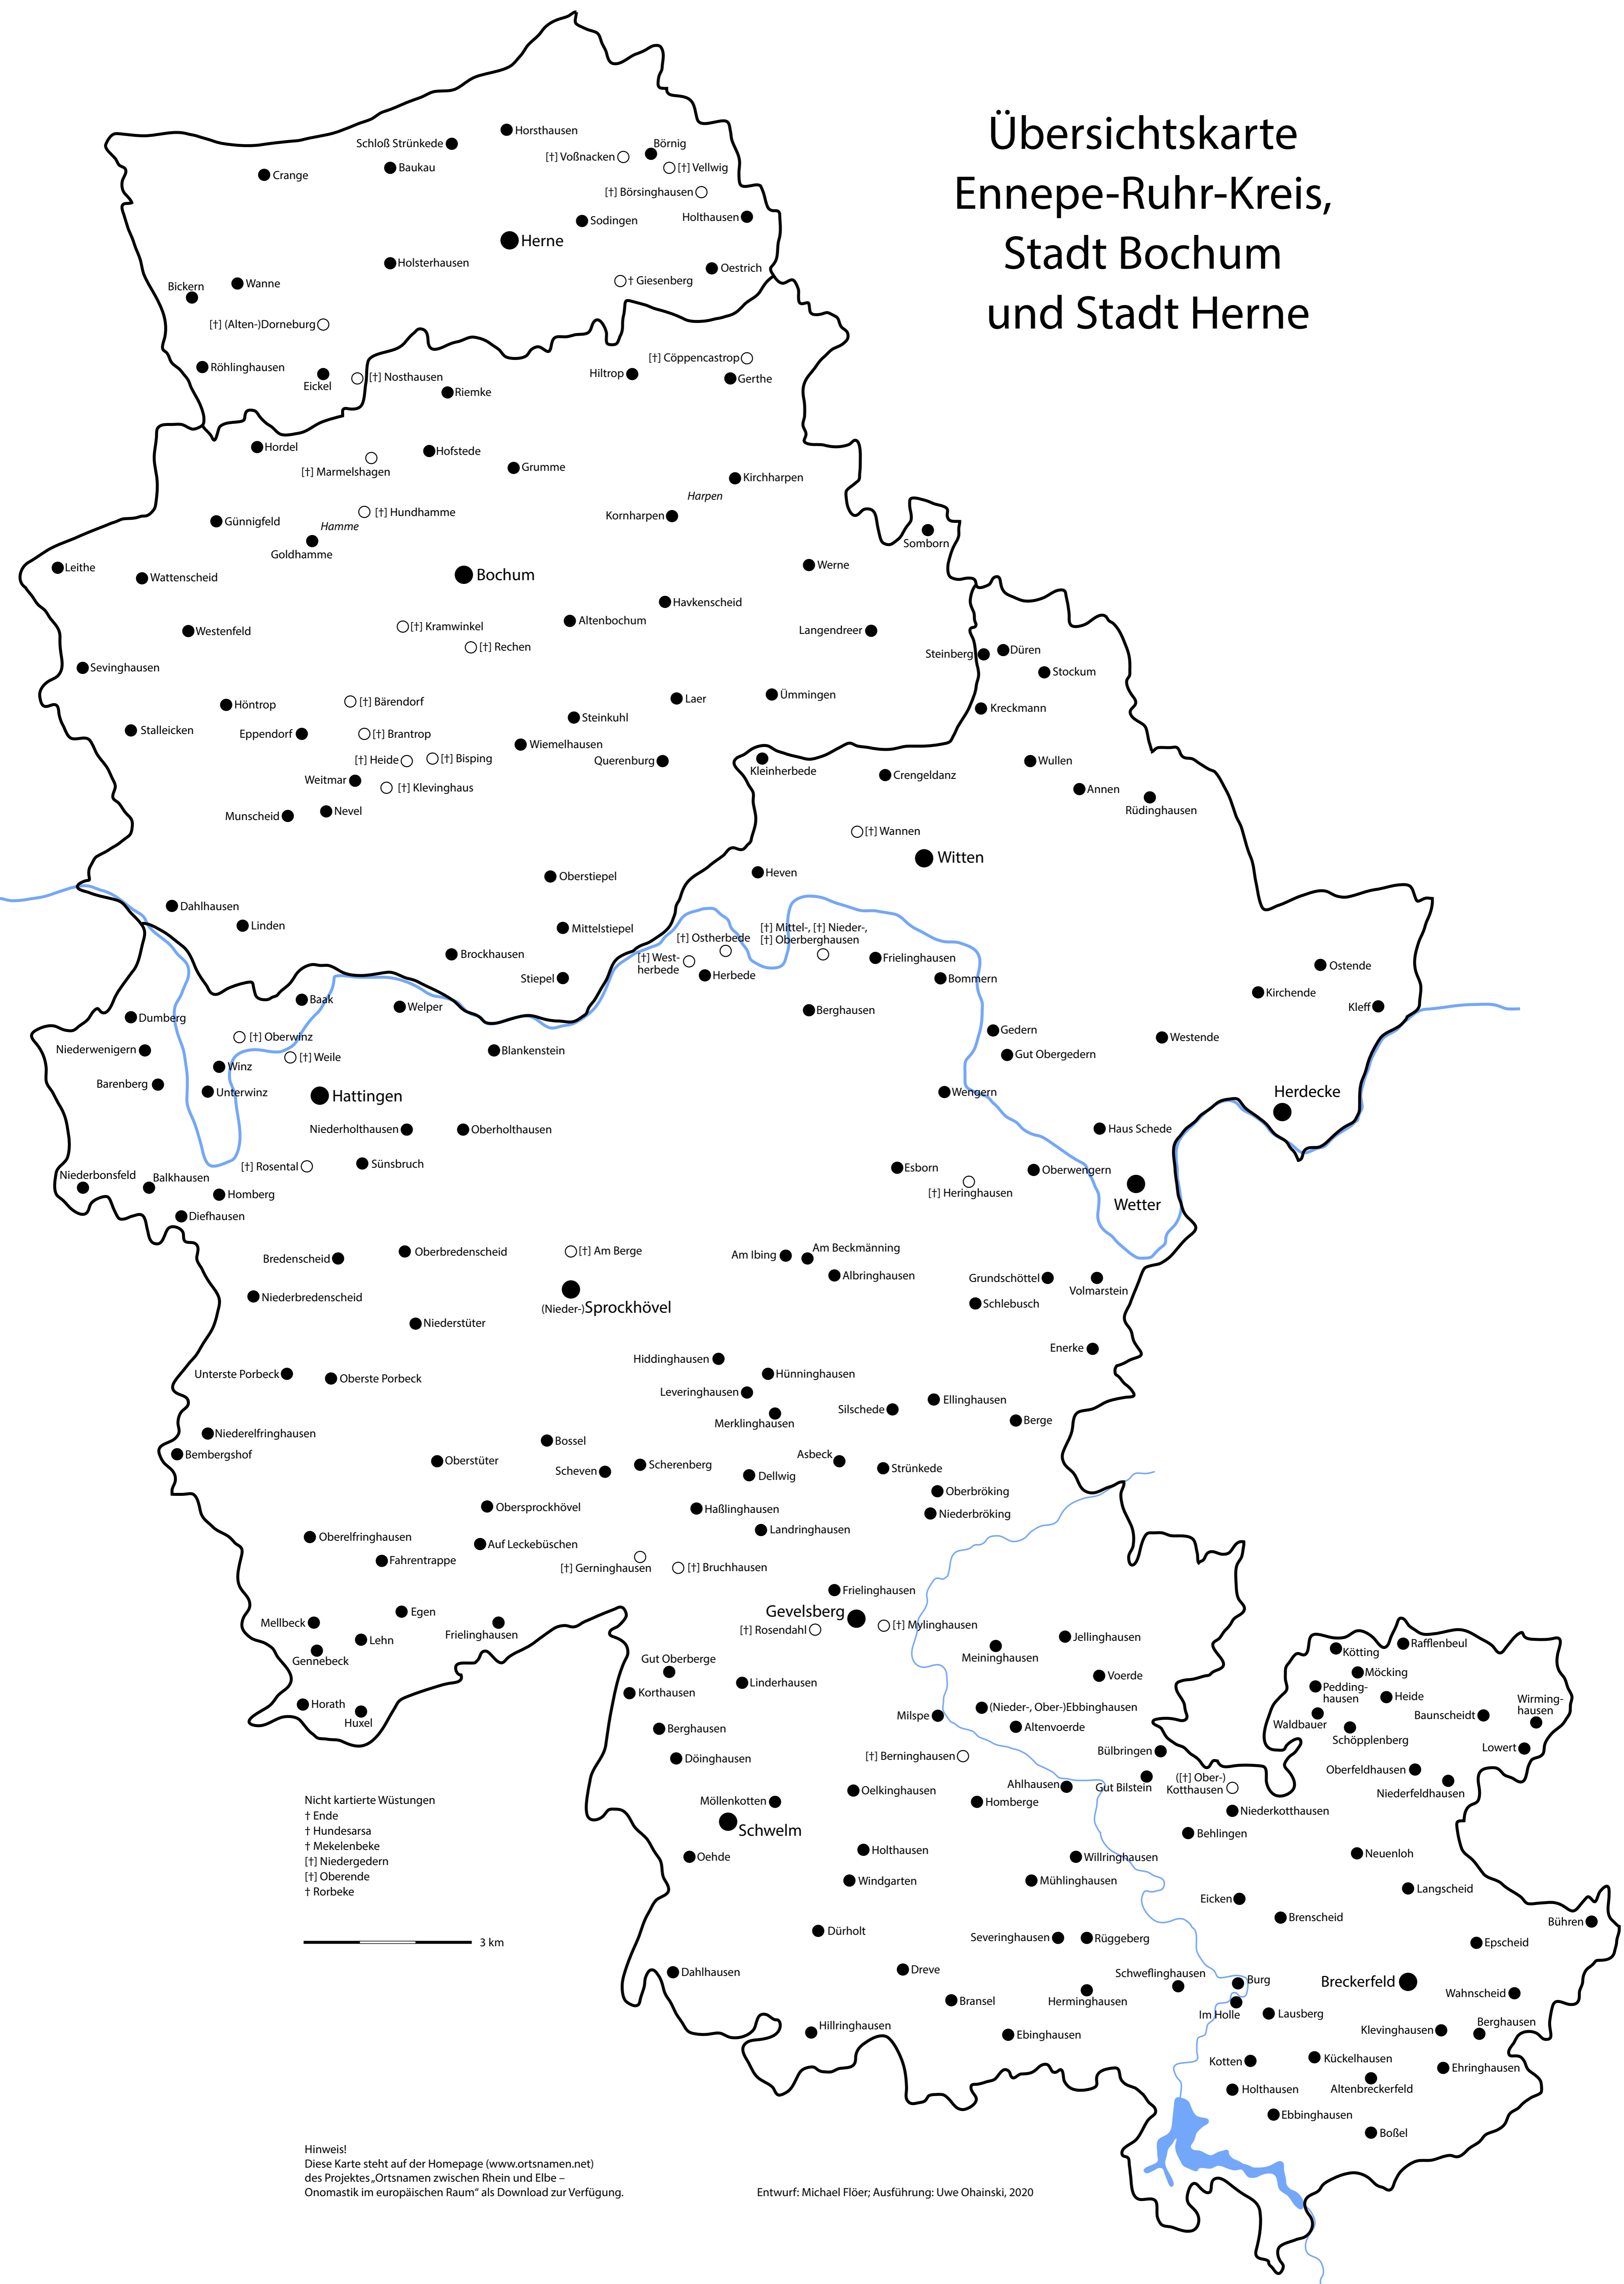 Übersichtskarte
Ennepe-Ruhr-Kreis,
Stadt Bochum
und Stadt Herne
Horsthausen
Schloß Strünkede
Börnig
[†] Voßnacken
Baukau
[†] Vellwig
Crange
[†] Börsinghausen
Sodingen
Holthausen
Herne
Holsterhausen
Oestrich
† Giesenberg
Bickern
Wanne
[†] (Alten-)Dorneburg
[†] Cöppencastrop
Röhlinghausen
Eickel
[†] Nosthausen
Hiltrop
Gerthe
Riemke
Hordel
Hofstede
[†] Marmelshagen
Grumme
Kirchharpen
Harpen
Günnigfeld
[†] Hundhamme
Kornharpen
Hamme
Goldhamme
Somborn
Leithe
Wattenscheid
Bochum
Werne
Havkenscheid
Westenfeld
[†] Kramwinkel
Altenbochum
Langendreer
[†] Rechen
Steinberg
Düren
Sevinghausen
Stockum
Höntrop
[†] Bärendorf
Laer
Ümmingen
Kreckmann
Steinkuhl
Stalleicken
Eppendorf
[†] Brantrop
Wiemelhausen
[†] Heide
[†] Bisping
Querenburg
Kleinherbede
Crengeldanz
Wullen
Weitmar
[†] Klevinghaus
Annen
Rüdinghausen
Munscheid
Nevel
[†] Wannen
Witten
Oberstiepel
Heven
Dahlhausen
Linden
Mittelstiepel
[†] Mittel-, [†] Nieder-,
[†] Oberberghausen
[†] Ostherbede
Brockhausen
[†] West-
herbede
Frielinghausen
Ostende
Stiepel
Herbede
Bommern
Kirchende
Baak
Welper
Berghausen
Kleff
Dumberg
[†] Oberwinz
Gedern
Westende
Niederwenigern
[†] Weile
Blankenstein
Gut Obergedern
Winz
Barenberg
Unterwinz
Hattingen
Wengern
Herdecke
Niederholthausen
Oberholthausen
Haus Schede
[†] Rosental
Sünsbruch
Esborn
Oberwengern
Niederbonsfeld
Balkhausen
Homberg
[†] Heringhausen
Wetter
Diefhausen
Bredenscheid
Oberbredenscheid
[†] Am Berge
Am Ibing
Am Beckmänning
Albringhausen
Grundschöttel
Volmarstein
Niederbredenscheid
(Nieder-)Sprockhövel
Schlebusch
Niederstüter
Enerke
Hiddinghausen
Unterste Porbeck
Oberste Porbeck
Hünninghausen
Leveringhausen
Ellinghausen
Merklinghausen
Silschede
Berge
Niederelfringhausen
Bossel
Bembergshof
Oberstüter
Scheven
Scherenberg
Asbeck
Dellwig
Strünkede
Oberbröking
Obersprockhövel
Haßlinghausen
Niederbröking
Oberelfringhausen
Landringhausen
Auf Leckebüschen
Fahrentrappe
[†] Gerninghausen
[†] Bruchhausen
Frielinghausen
Egen
Gevelsberg
Mellbeck
Frielinghausen
[†] Rosendahl
[†] Mylinghausen
Lehn
Jellinghausen
Gennebeck
Meininghausen
Kötting
Rafflenbeul
Gut Oberberge
Möcking
Korthausen
Linderhausen
Voerde
Pedding-
hausen
Heide
Wirming-
hausen
Horath
Huxel
Milspe
(Nieder-, Ober-)Ebbinghausen
Waldbauer
Baunscheidt
Berghausen
Altenvoerde
Schöpplenberg
Döinghausen
[†] Berninghausen
Bülbringen
Lowert
Oberfeldhausen
Oelkinghausen
Ahlhausen
Gut Bilstein
([†] Ober-)
Kotthausen
Niederfeldhausen
Möllenkotten
Homberge
Niederkotthausen
Schwelm
Behlingen
Nicht kartierte Wüstungen
† Ende
† Hundesarsa
† Mekelenbeke
[†] Niedergedern
[†] Oberende
† Rorbeke
Oehde
Holthausen
Willringhausen
Neuenloh
Windgarten
Mühlinghausen
Langscheid
Eicken
Brenscheid
Bühren
Dürholt
Severinghausen
Rüggeberg
Epscheid
3 km
Dahlhausen
Dreve
Schweflinghausen
Burg
Breckerfeld
Bransel
Herminghausen
Im Holle
Lausberg
Wahnscheid
Hillringhausen
Ebinghausen
Klevinghausen
Berghausen
Kotten
Kückelhausen
Ehringhausen
Holthausen
Altenbreckerfeld
Ebbinghausen
Boßel
Hinweis!
Diese Karte steht auf der Homepage (www.ortsnamen.net)
des Projektes „Ortsnamen zwischen Rhein und Elbe –
Onomastik im europäischen Raum“ als Download zur Verfügung.
Entwurf: Michael Flöer; Ausführung: Uwe Ohainski, 2020